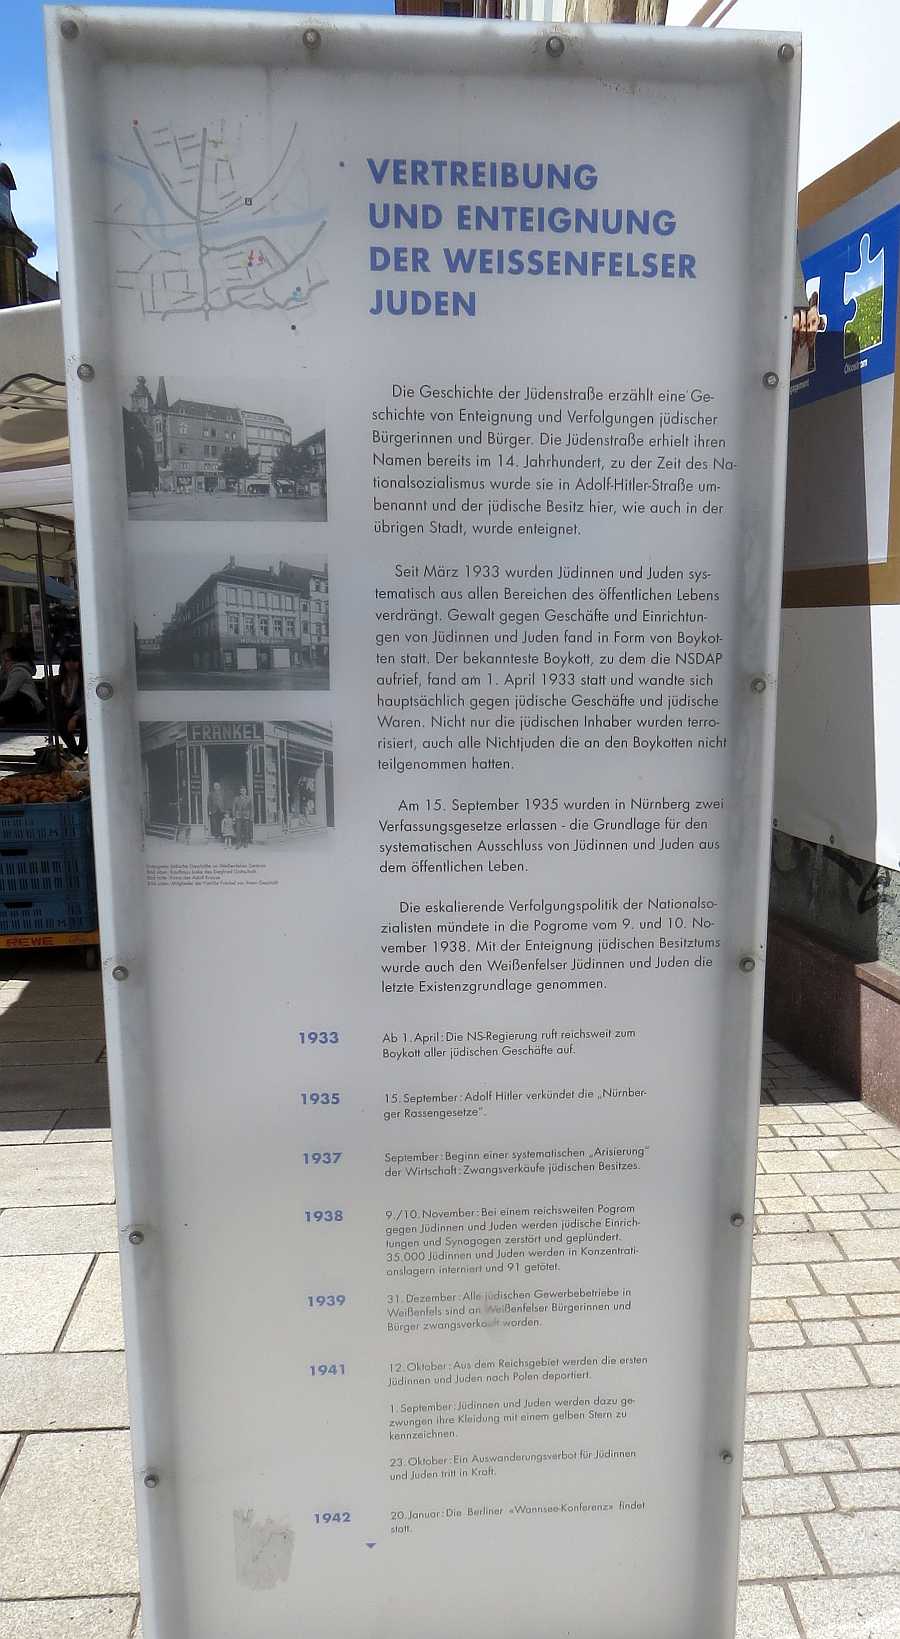 VERTREIBUNG
UND ENTEIGNUNG
DER WEISSENFELSER
JUDEN
Die Geschichte der Jüdenstraße erzählt eine Ge-
schichte von Enteignung und Verfolgungen jüdischer
Bürgerinnen und Bürger. Die Jüdenstraße erhielt ihren
Namen bereits im 14. Jahrhundert, zu der Zeit des Na-
tionalsozialismus wurde sie in Adolf-Hitler-Straße um-
benannt und der jüdische Besitz hier, wie auch in der
übrigen Stadt, wurde enteignet.
Seit März 1933 wurden Jüdinnen und Juden sys-
tematisch aus allen Bereichen des öffentlichen Lebens
verdrängt. Gewalt gegen Geschäfte und Einrichtun-
gen von Jüdinnen und Juden fand in Form von Boykot-
ten statt. Der bekannteste Boykott, zu dem die NSDAP
aufrief, fand am 1. April 1933 statt und wandte sich
hauptsächlich gegen jüdische Geschäfte und jüdische
Waren. Nicht nur die jüdischen Inhaber wurden terro-
risiert, auch alle Nichtjuden die an den Boykotten nicht
teilgenommen hatten.
Am 15. September 1935 wurden in Nürnberg zwei
Verfassungsgesetze erlassen - die Grundlage für den
systematischen Ausschluss von Jüdinnen und Juden aus
dem öffentlichen Leben.
Die eskalierende Verfolgungspolitik der Nationalso-
zialisten mündete in die Pogrome vom 9. und 10. No-
vember 1938. Mit der Enteignung jüdischen Besitztums
wurde auch den Weißenfelser Jüdinnen und Juden die
letzte Existenzgrundlage genommen.
FRÄNKEL
1933
Ab 1. April: Die NS-Regierung ruft reichsweit zum
Boykott aller jüdischen Geschäfte auf.
1935
15. September: Adolf Hitler verkündet die „Nürnber-
ger Rassengesetze“.
1937
September: Beginn einer systematischen „Arisierung“
der Wirtschaft: Zwangsverkäufe jüdischen Besitzes.
1938
9./10. November: Bei einem reichsweiten Pogrom
gegen Jüdinnen und Juden werden jüdische Einrich-
tungen und Synagogen zerstört und geplündert.
35.000 Jüdinnen und Juden werden in Konzentrati-
onslagern interniert und 91 getötet.
1939
31. Dezember: Alle jüdischen Gewerbebetriebe in
Weißenfels sind an Weißenfelser Bürgerinnen und
Bürger zwangsverkauft worden.
1941
12. Oktober: Aus dem Reichsgebiet werden die ersten
Jüdinnen und Juden nach Polen deportiert.
1. September: Jüdinnen und Juden werden dazu ge-
zwungen ihre Kleidung mit einem gelben Stern zu
kennzeichnen.
23. Oktober: Ein Auswanderungsverbot für Jüdinnen
und Juden tritt in Kraft.
1942
20. Januar: Die Berliner «Wannsee-Konferenz» findet
statt.
REWE